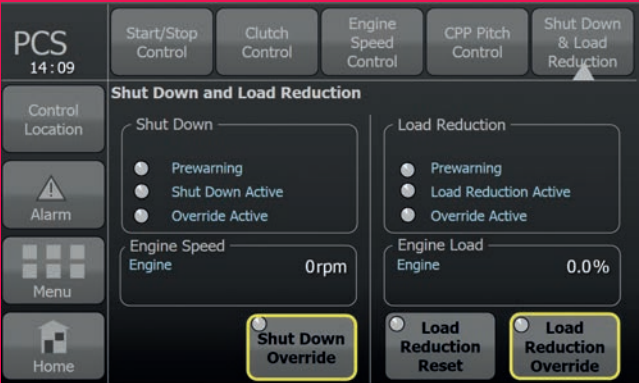 PCS
14:09
Start/Stop
Control
Clutch
Control
Engine
Speed
Control
CPP Pitch
Control
Shut Down
& Load
Reduction
Control
Location
Alarm
Menu
Home
Shut Down and Load Reduction
Shut Down
Prewarning
Shut Down Active
Override Active
Engine Speed
Engine 0rpm
Shut Down
Override
Load Reduction
Prewarning
Load Reduction Active
Override Active
Engine Load
Engine 0.0%
Load
Reduction
Reset
Load
Reduction
Override